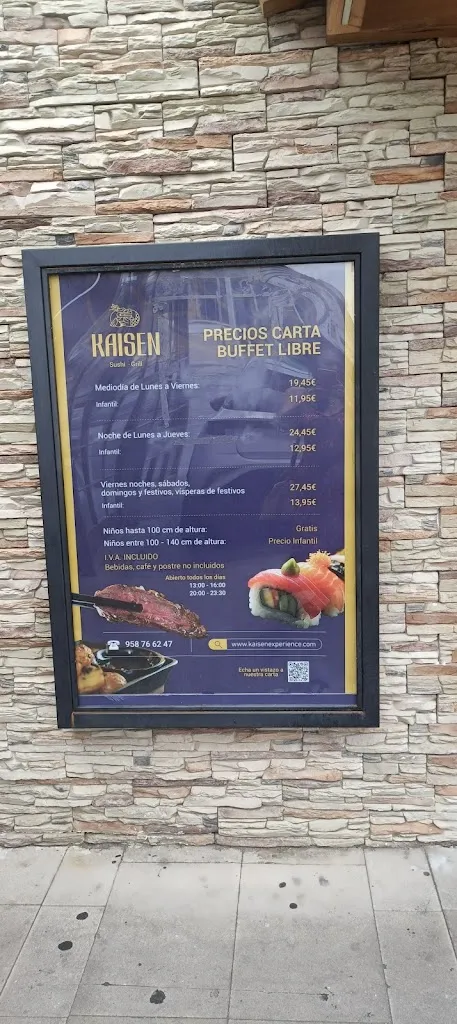 KAISEN
Sushi - Grill
PRECIOS CARTA
BUFFET LIBRE
Mediodía de Lunes a Viernes: 19,45€
Infantil: 11,95€
Noche de Lunes a Jueves: 24,45€
Infantil: 12,95€
Viernes noches, sábados,
domingos y festivos, vísperas de festivos 27,45€
Infantil: 13,95€
Niños hasta 100 cm de altura: Gratis
Niños entre 100 - 140 cm de altura: Precio Infantil
I.V.A. INCLUIDO
Bebidas, café y postre no incluidos
Abierto todos los días
13:00 - 16:00
20:00 - 23:30
958 76 62 47
www.kaisenexperience.com
Echa un vistazo a
nuestra carta